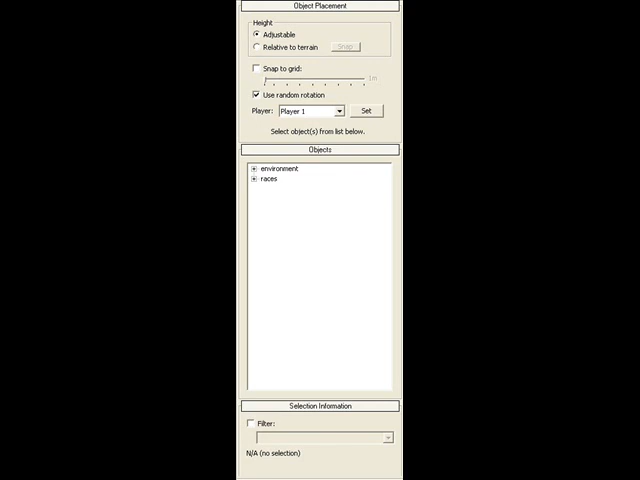 Object Placement
Height
Adjustable
Relative to terrain Snap
Snap to grid:
1m
Use random rotation
Player: Player 1 Set
Select object(s) from list below.
Objects
environment
races
Selection Information
Filter:
N/A (no selection)